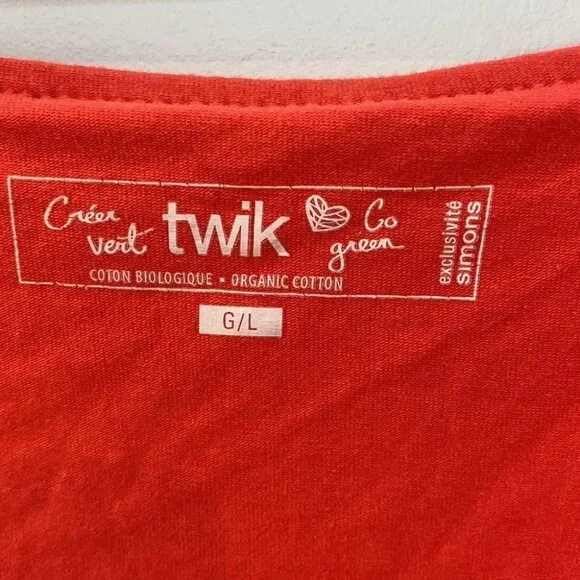 Créer
vert
twik
Go
green
COTON BIOLOGIQUE • ORGANIC COTTON
exclusivité
simons
G/L